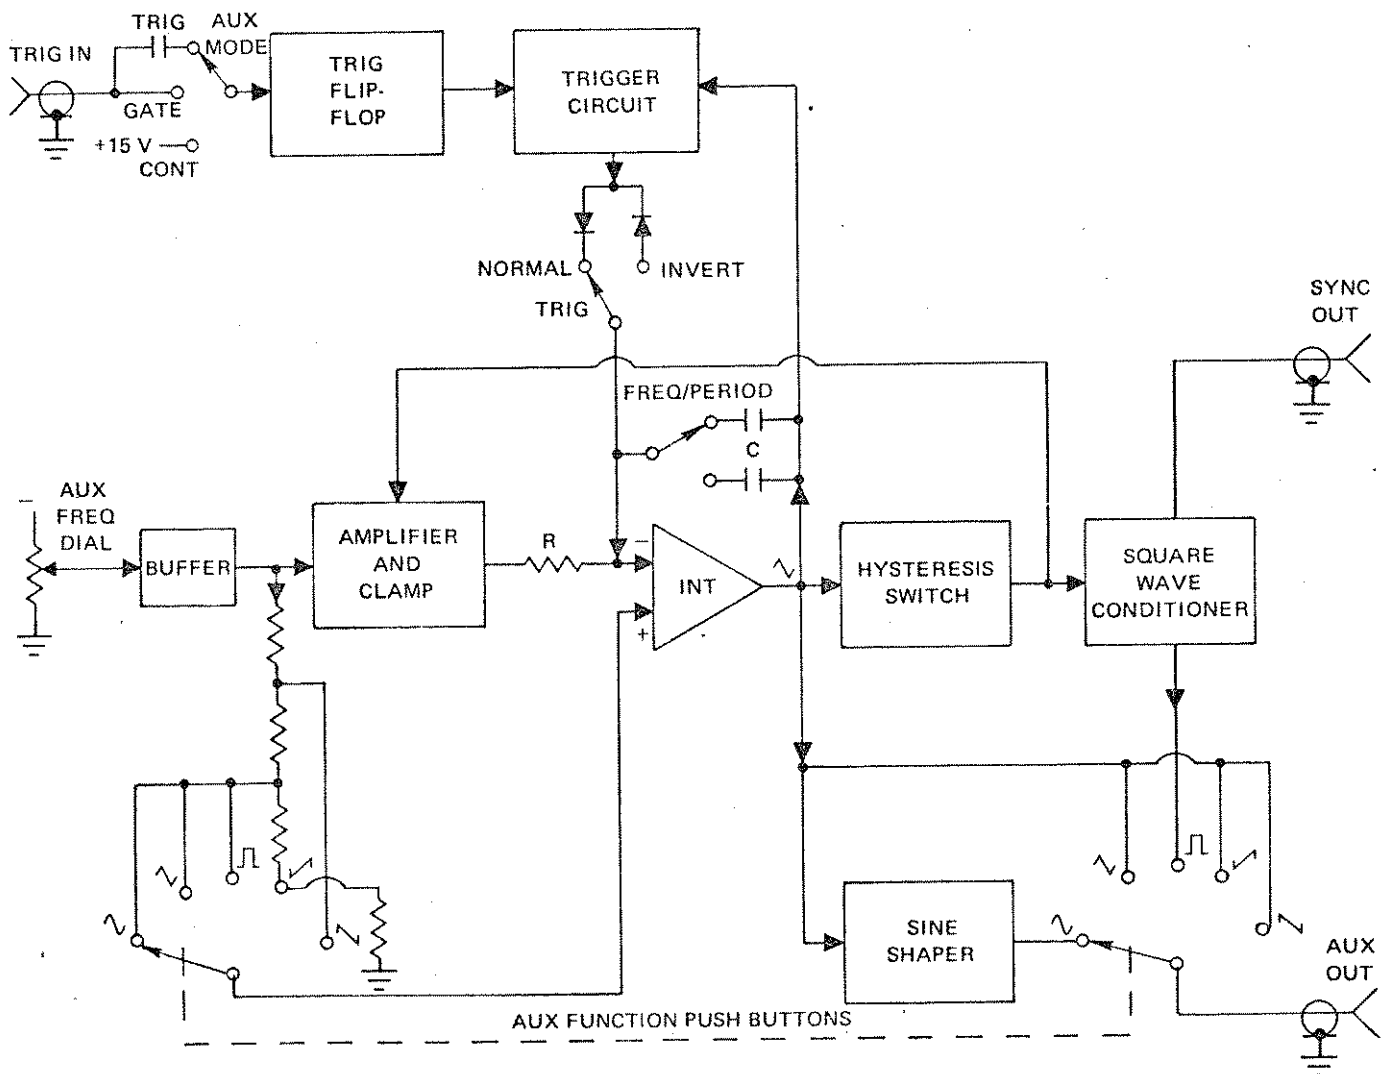 TRIG
AUX
MODE
TRIG IN
GATE
+15 V
CONT
TRIG
FLIP-
FLOP
TRIGGER
CIRCUIT
NORMAL
INVERT
TRIG
SYNC
OUT
FREQ/PERIOD
C
AUX
FREQ
DIAL
BUFFER
AMPLIFIER
AND
CLAMP
R
−
INT
+
HYSTERESIS
SWITCH
SQUARE
WAVE
CONDITIONER
−
SINE
SHAPER
AUX
OUT
AUX FUNCTION PUSH BUTTONS